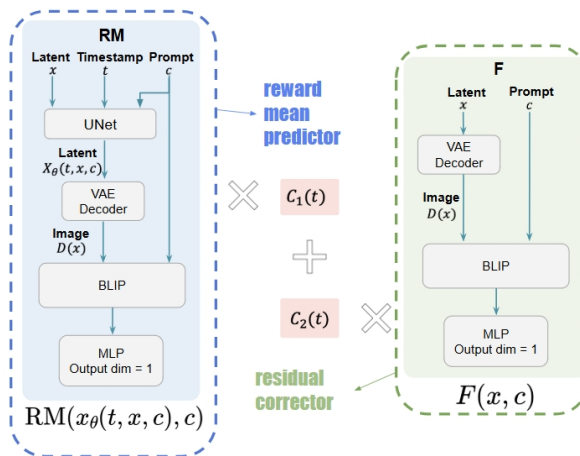 RM
Latent Timestamp Prompt
x t c
UNet
Latent
X_θ(t, x, c)
VAE
Decoder
Image
D(x)
BLIP
MLP
Output dim = 1
RM(x_θ(t, x, c), c)
reward
mean
predictor
C_1(t)
C_2(t)
residual
corrector
F
Latent Prompt
x c
VAE
Decoder
Image
D(x)
BLIP
MLP
Output dim = 1
F(x, c)